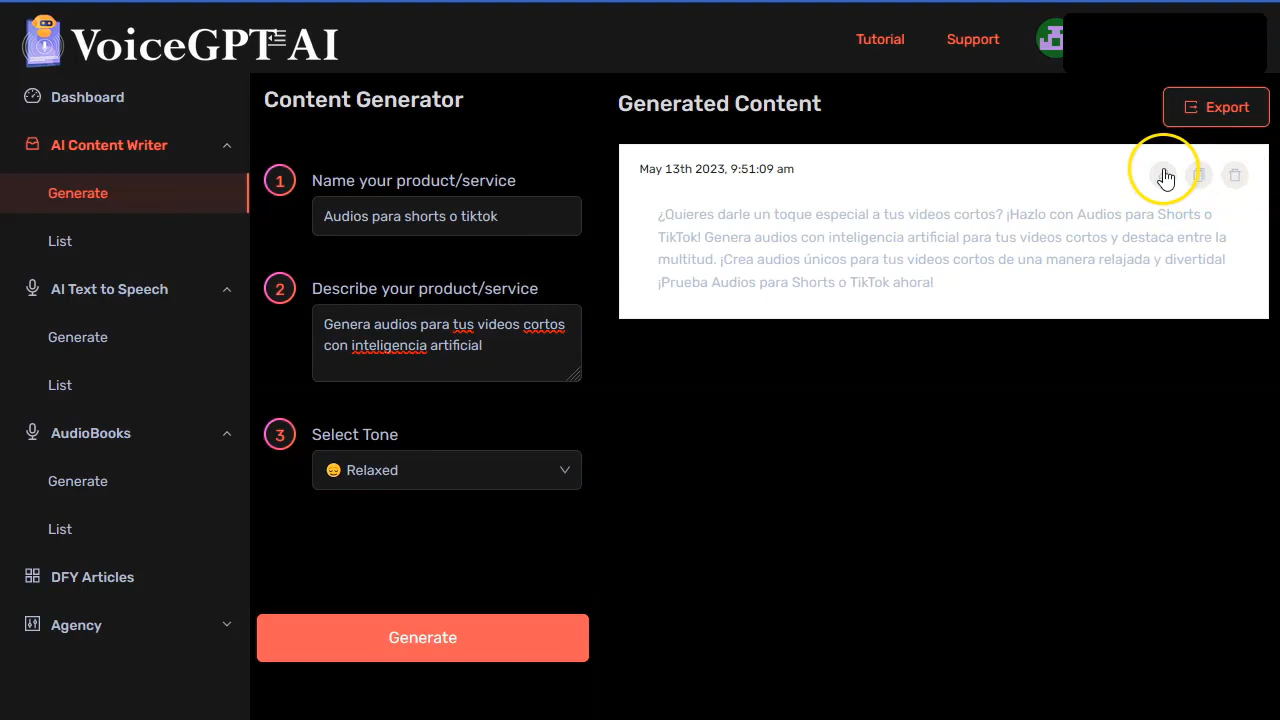 VoiceGPT AI
Tutorial
Support
Dashboard
AI Content Writer
Generate
List
AI Text to Speech
Generate
List
AudioBooks
Generate
List
DFY Articles
Agency
Content Generator
1
Name your product/service
Audios para shorts o tiktok
2
Describe your product/service
Genera audios para tus videos cortos
con inteligencia artificial
3
Select Tone
Relaxed
Generate
Generated Content
Export
May 13th 2023, 9:51:09 am
¿Quieres darle un toque especial a tus videos cortos? ¡Hazlo con Audios para Shorts o
TikTok! Genera audios con inteligencia artificial para tus videos cortos y destaca entre la
multitud. ¡Crea audios únicos para tus videos cortos de una manera relajada y divertida!
¡Prueba Audios para Shorts o TikTok ahora!